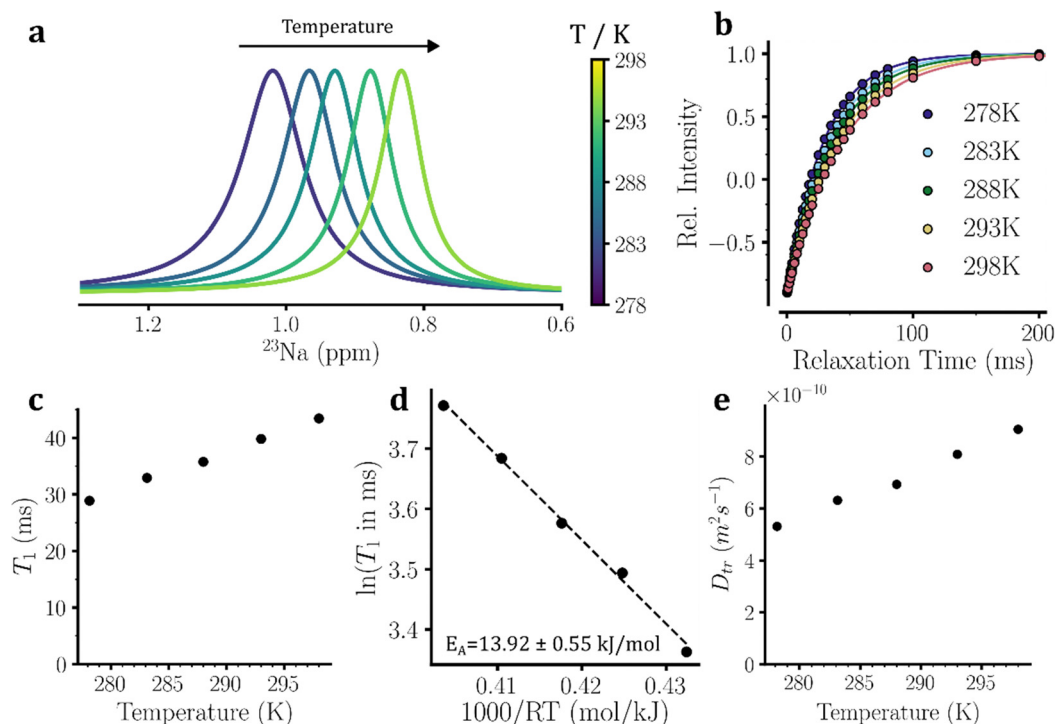 a
Temperature
T / K
298
293
288
283
278
1.2
1.0
0.8
0.6
²³Na (ppm)
b
1.0
0.5
0.0
−0.5
Rel. Intensity
278K
283K
288K
293K
298K
0
100
200
Relaxation Time (ms)
c
40
30
20
10
0
T₁ (ms)
280
285
290
295
Temperature (K)
d
3.7
3.6
3.5
3.4
ln(T₁ in ms)
E_A=13.92 ± 0.55 kJ/mol
0.41
0.42
0.43
1000/RT (mol/kJ)
e
×10⁻¹⁰
8
6
4
2
0
D_tr (m²s⁻¹)
280
285
290
295
Temperature (K)